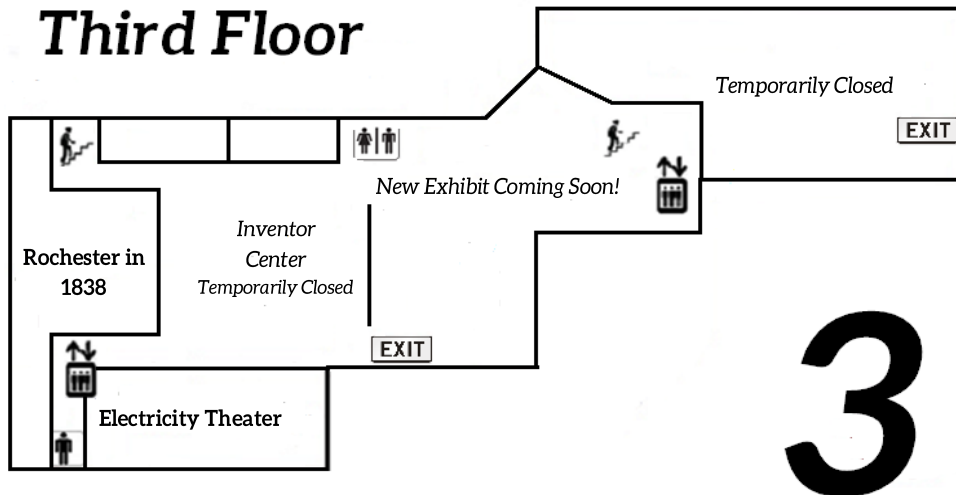 Third Floor
Temporarily Closed
EXIT
New Exhibit Coming Soon!
Inventor
Center
Temporarily Closed
Rochester in
1838
EXIT
Electricity Theater
3